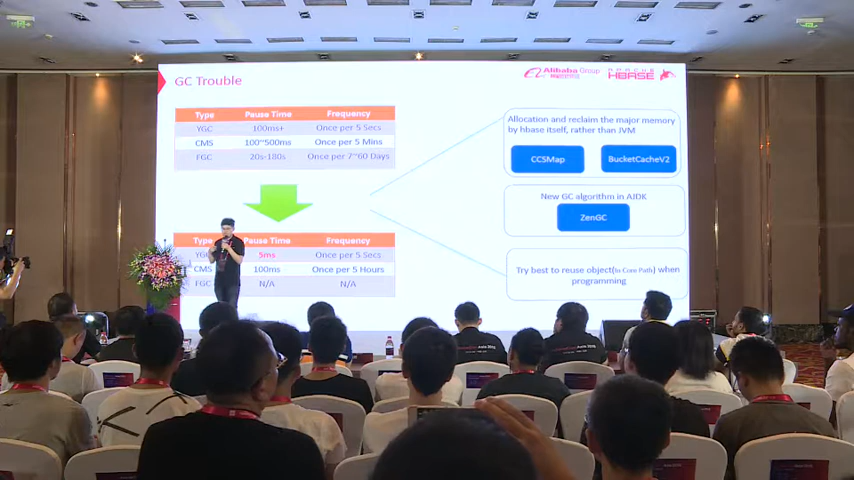 GC Trouble
Alibaba Group
APACHE
HBASE
Type Pause Time Frequency
YGC 100ms+ Once per 5 Secs
CMS 100~500ms Once per 5 Mins
FGC 20s-180s Once per 7~60 Days
Allocation and reclaim the major memory
by hbase itself, rather than JVM
CCSMap BucketCacheV2
New GC algorithm in AJDK
ZenGC
Type Pause Time Frequency
YGC 5ms Once per 5 Secs
CMS 100ms Once per 5 Hours
FGC N/A N/A
Try best to reuse object(In Core Path) when
programming